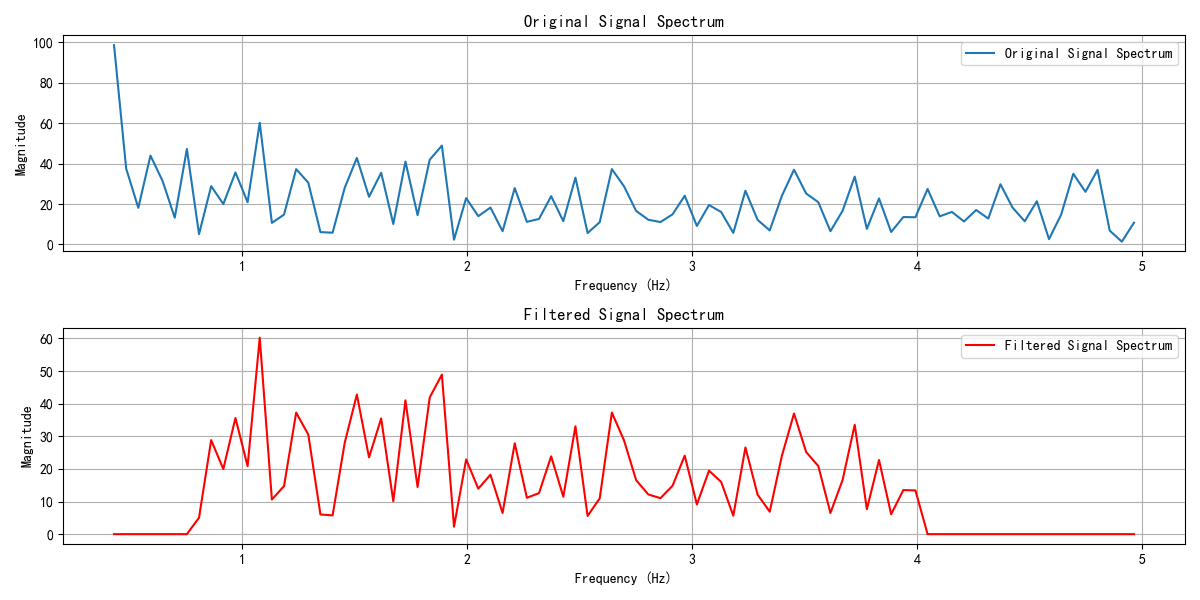 Original Signal Spectrum
100
80
60
40
20
0
Magnitude
Original Signal Spectrum
1
2
3
4
5
Frequency (Hz)
Filtered Signal Spectrum
60
50
40
30
20
10
0
Magnitude
Filtered Signal Spectrum
1
2
3
4
5
Frequency (Hz)